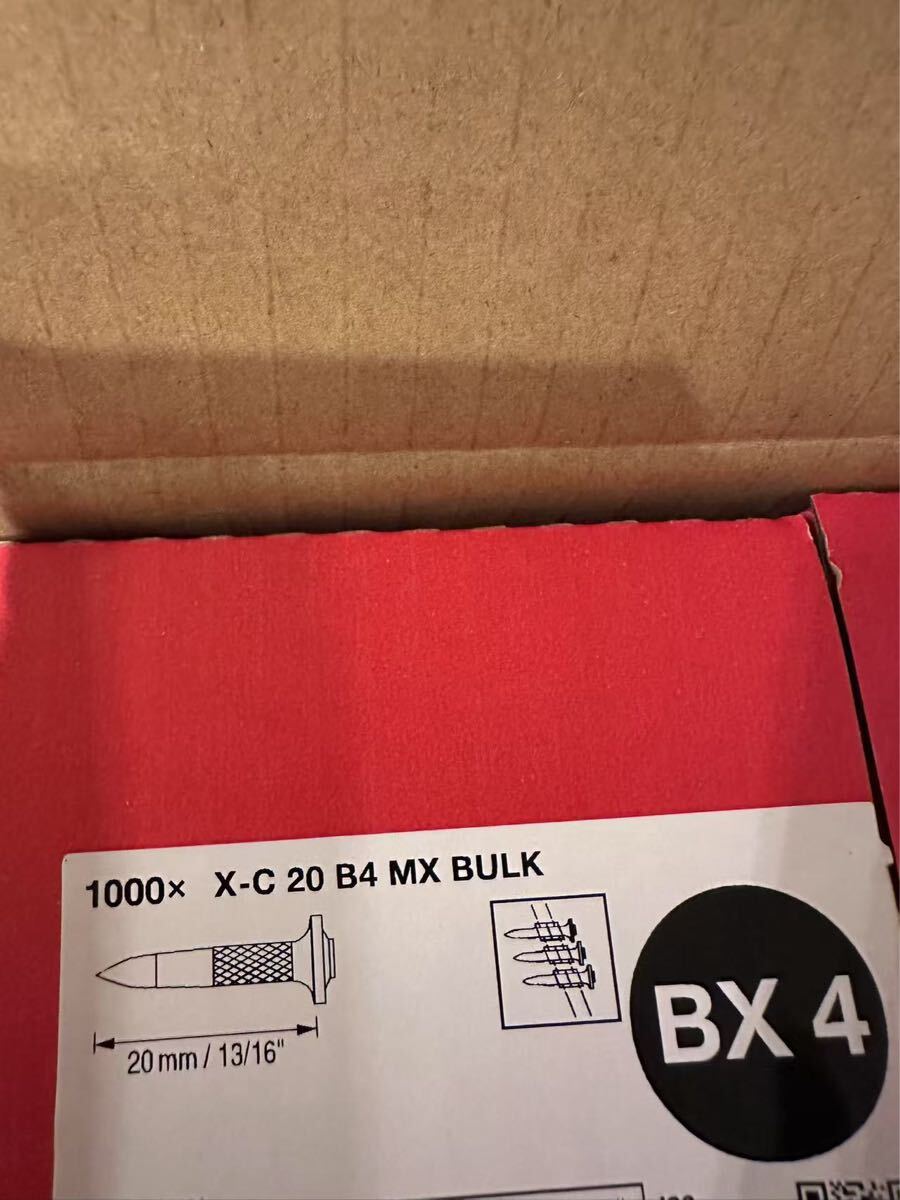 1000× X-C 20 B4 MX BULK
BX 4
20 mm / 13/16"